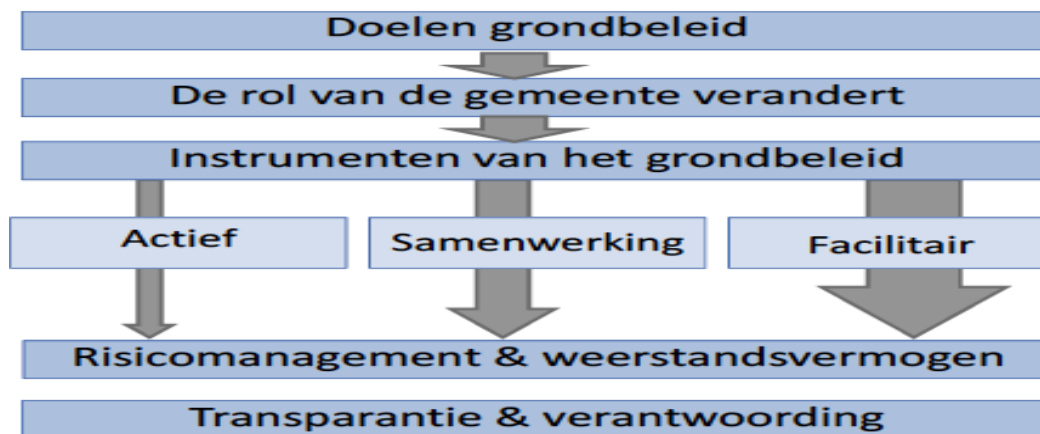 Doelen grondbeleid
De rol van de gemeente verandert
Instrumenten van het grondbeleid
Actief
Samenwerking
Facilitair
Risicomanagement & weerstandsvermogen
Transparantie & verantwoording